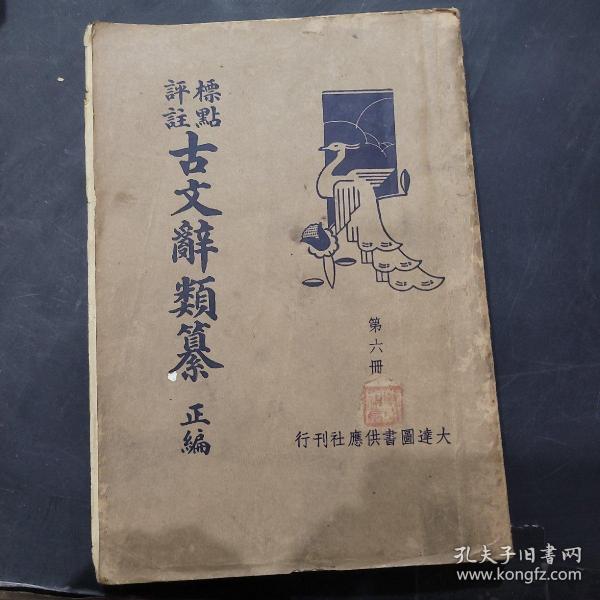 標點
評註
古文辭類纂
正編
第六冊
大達圖書供應社刊行
孔夫子旧书网
www.kongfz.com